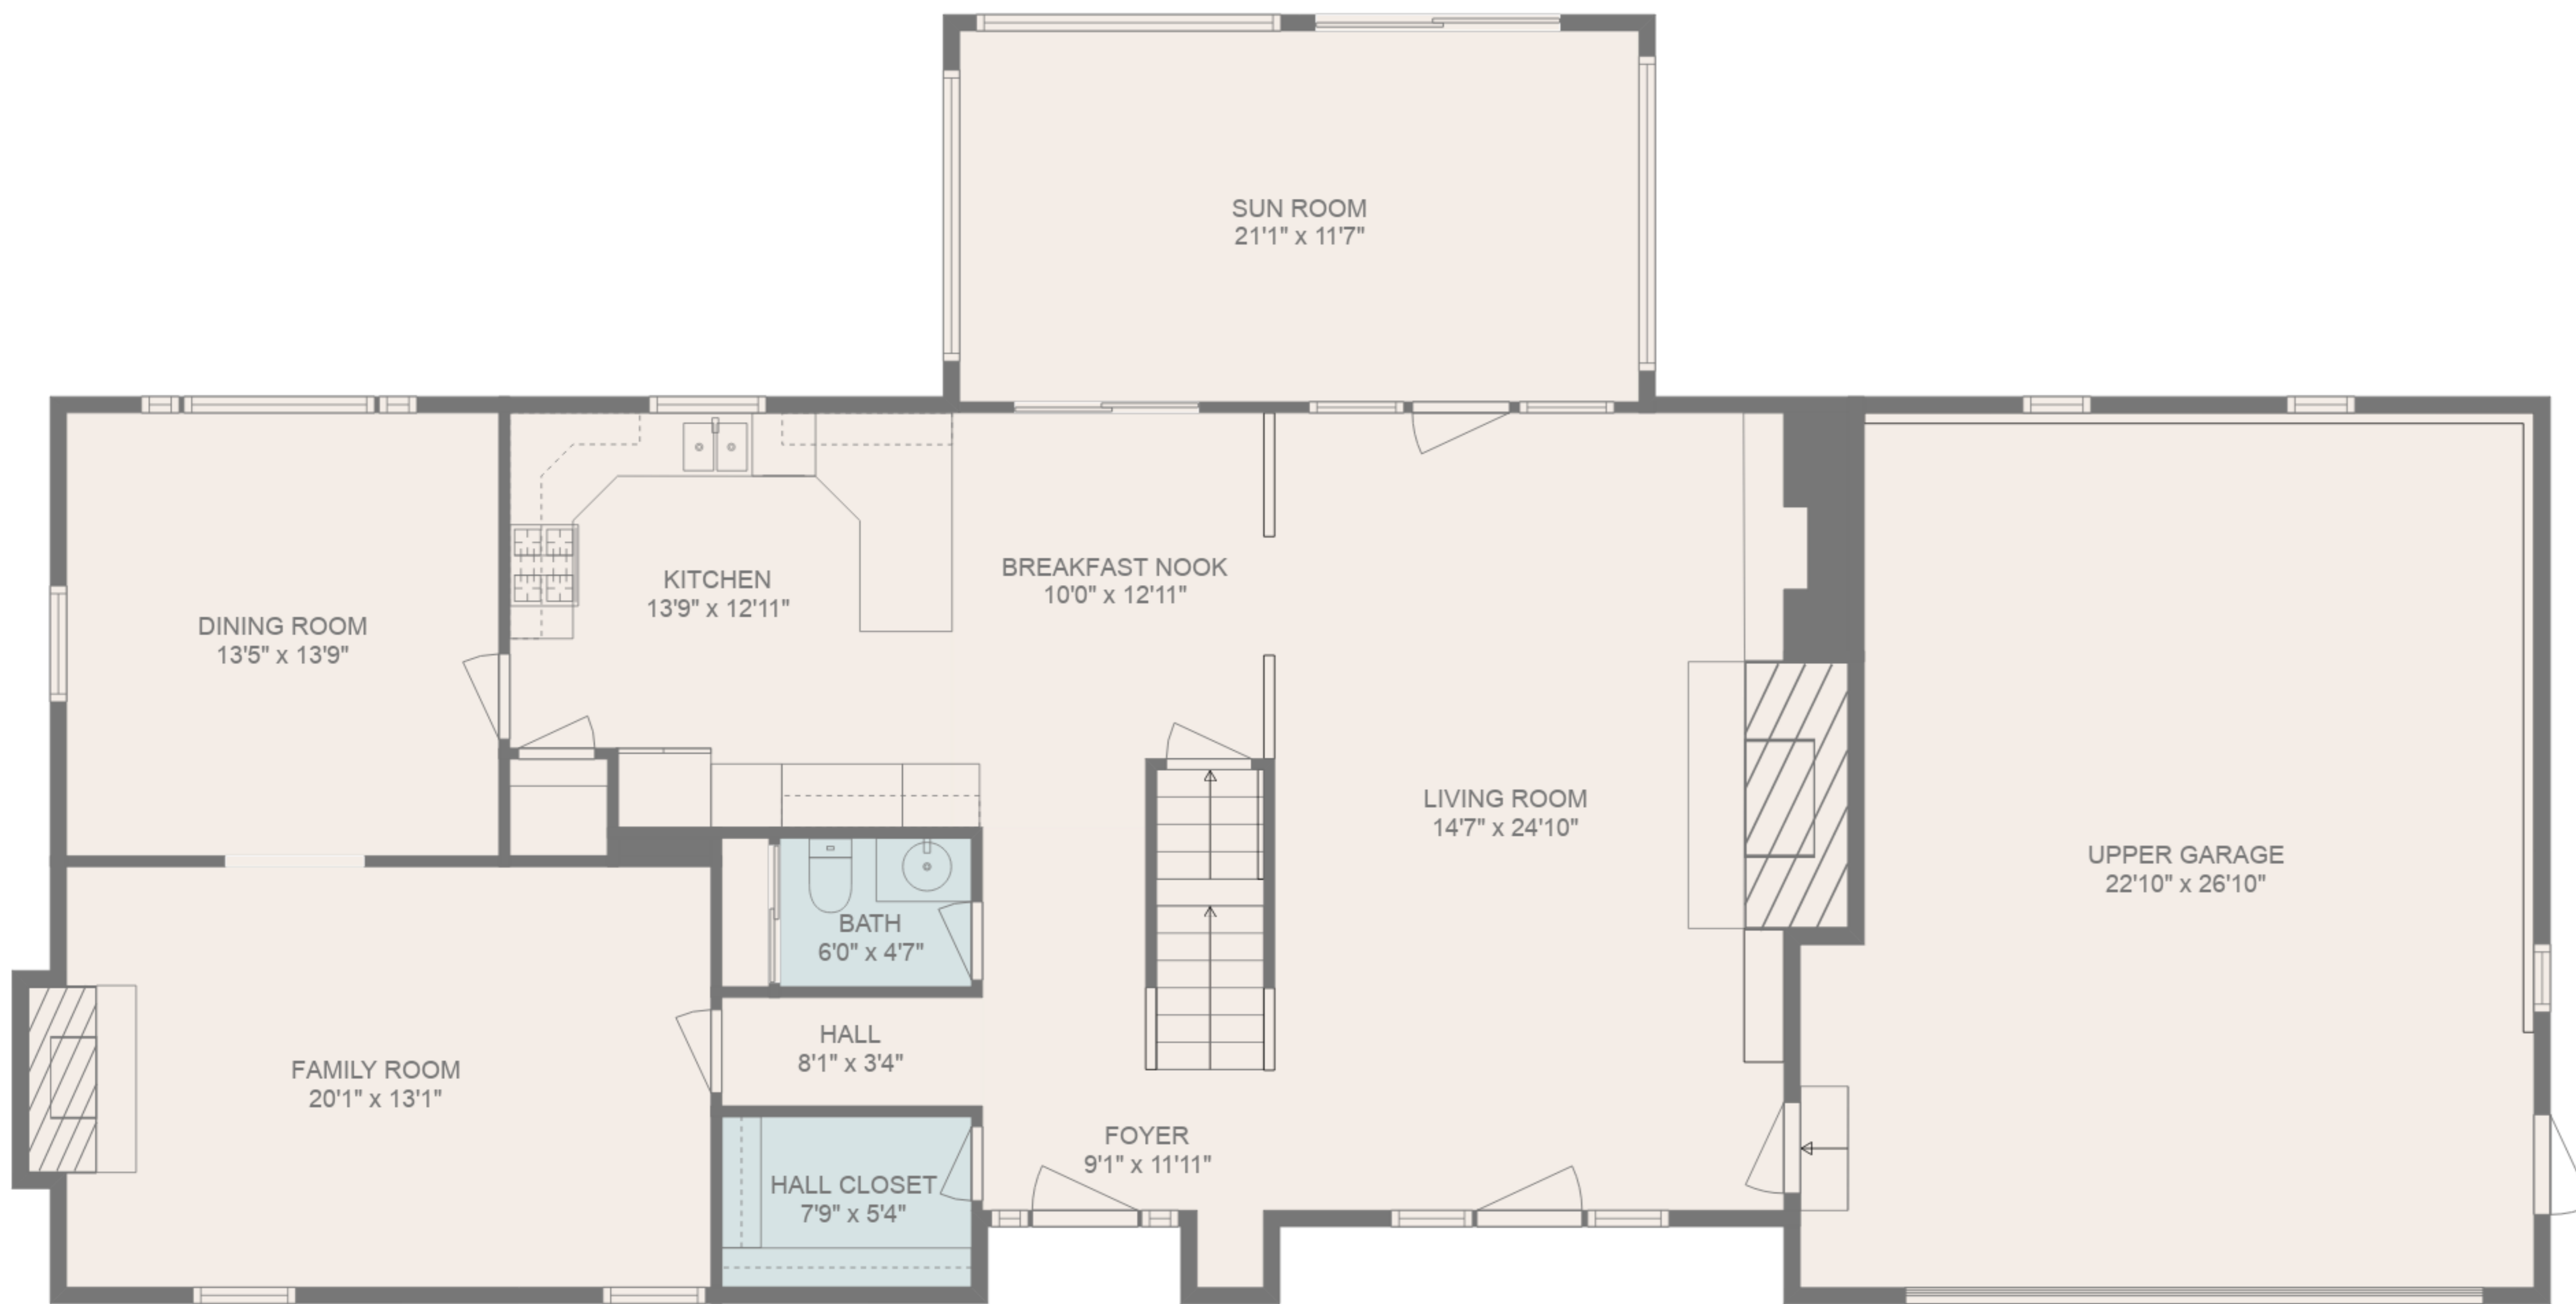 SUN ROOM
21'1" x 11'7"
KITCHEN
13'9" x 12'11"
BREAKFAST NOOK
10'0" x 12'11"
DINING ROOM
13'5" x 13'9"
LIVING ROOM
14'7" x 24'10"
UPPER GARAGE
22'10" x 26'10"
BATH
6'0" x 4'7"
HALL
8'1" x 3'4"
FAMILY ROOM
20'1" x 13'1"
FOYER
9'1" x 11'11"
HALL CLOSET
7'9" x 5'4"